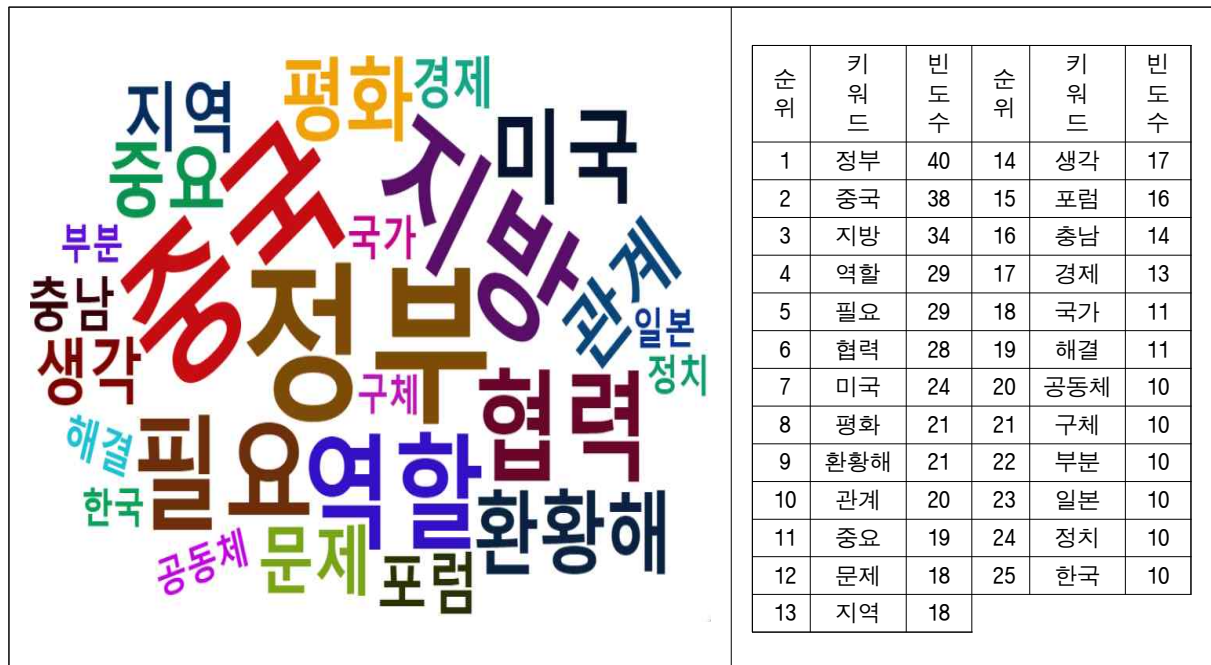 평화
경제
지역
미국
중요
중국
지방
부분
국가
관계
충남
정부
일본
생각
구체
정치
협력
해결
필요
역할
한국
환황해
공동체
문제
포럼
순위 키워드 빈도수 순위 키워드 빈도수
1 정부 40 14 생각 17
2 중국 38 15 포럼 16
3 지방 34 16 충남 14
4 역할 29 17 경제 13
5 필요 29 18 국가 11
6 협력 28 19 해결 11
7 미국 24 20 공동체 10
8 평화 21 21 구체 10
9 환황해 21 22 부분 10
10 관계 20 23 일본 10
11 중요 19 24 정치 10
12 문제 18 25 한국 10
13 지역 18